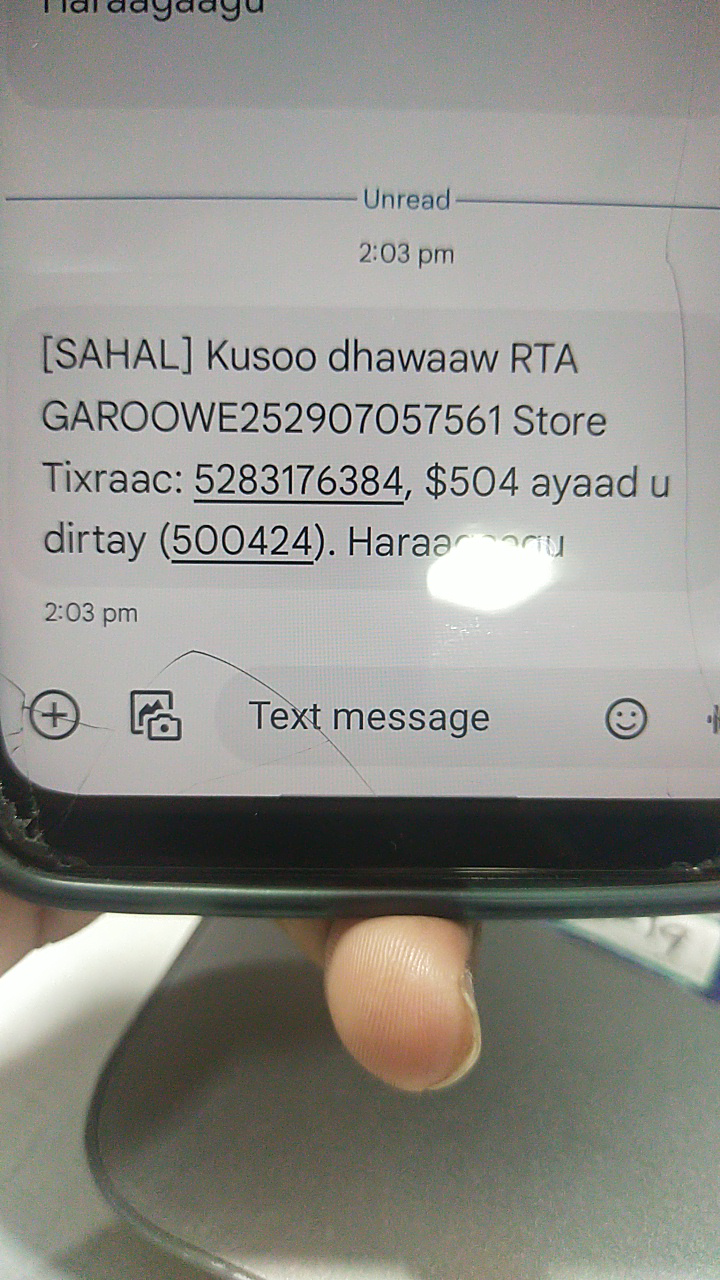 Haraagaagu
Unread
2:03 pm
[SAHAL] Kusoo dhawaaw RTA
GAROOWE252907057561 Store
Tixraac: 5283176384, $504 ayaad u
dirtay (500424).
2:03 pm
Text message